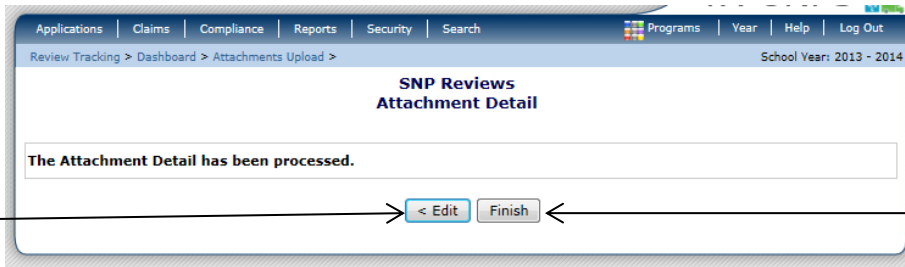 Applications | Claims | Compliance | Reports | Security | Search Programs | Year | Help | Log Out
Review Tracking > Dashboard > Attachments Upload > School Year: 2013 - 2014
SNP Reviews
Attachment Detail
The Attachment Detail has been processed.
< Edit Finish